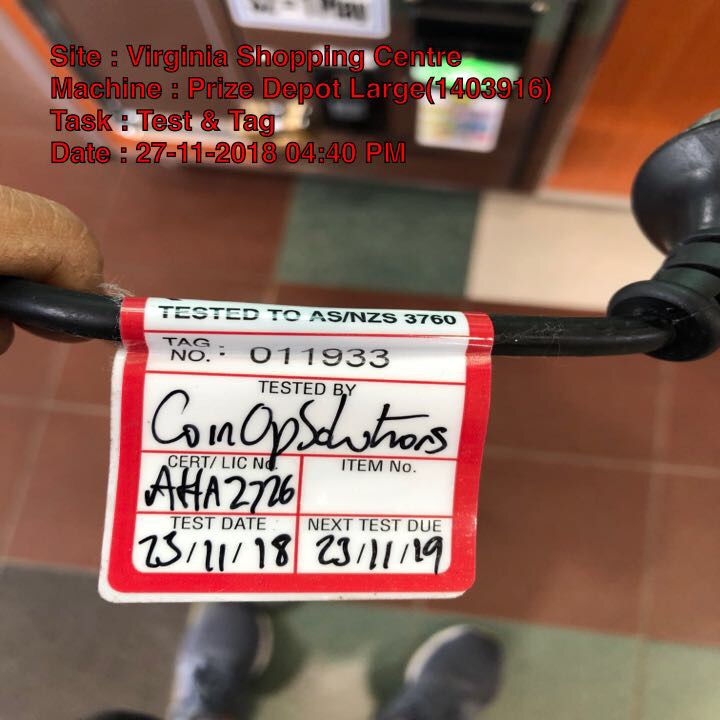 Site : Virginia Shopping Centre
Machine : Prize Depot Large(1403916)
Task : Test & Tag
Date : 27-11-2018 04:40 PM
TESTED TO AS/NZS 3760
TAG NO. : 011933
TESTED BY
CoinOpSolutions
CERT/ LIC No. ITEM No.
AHA2726
TEST DATE NEXT TEST DUE
23/11/18 23/11/19